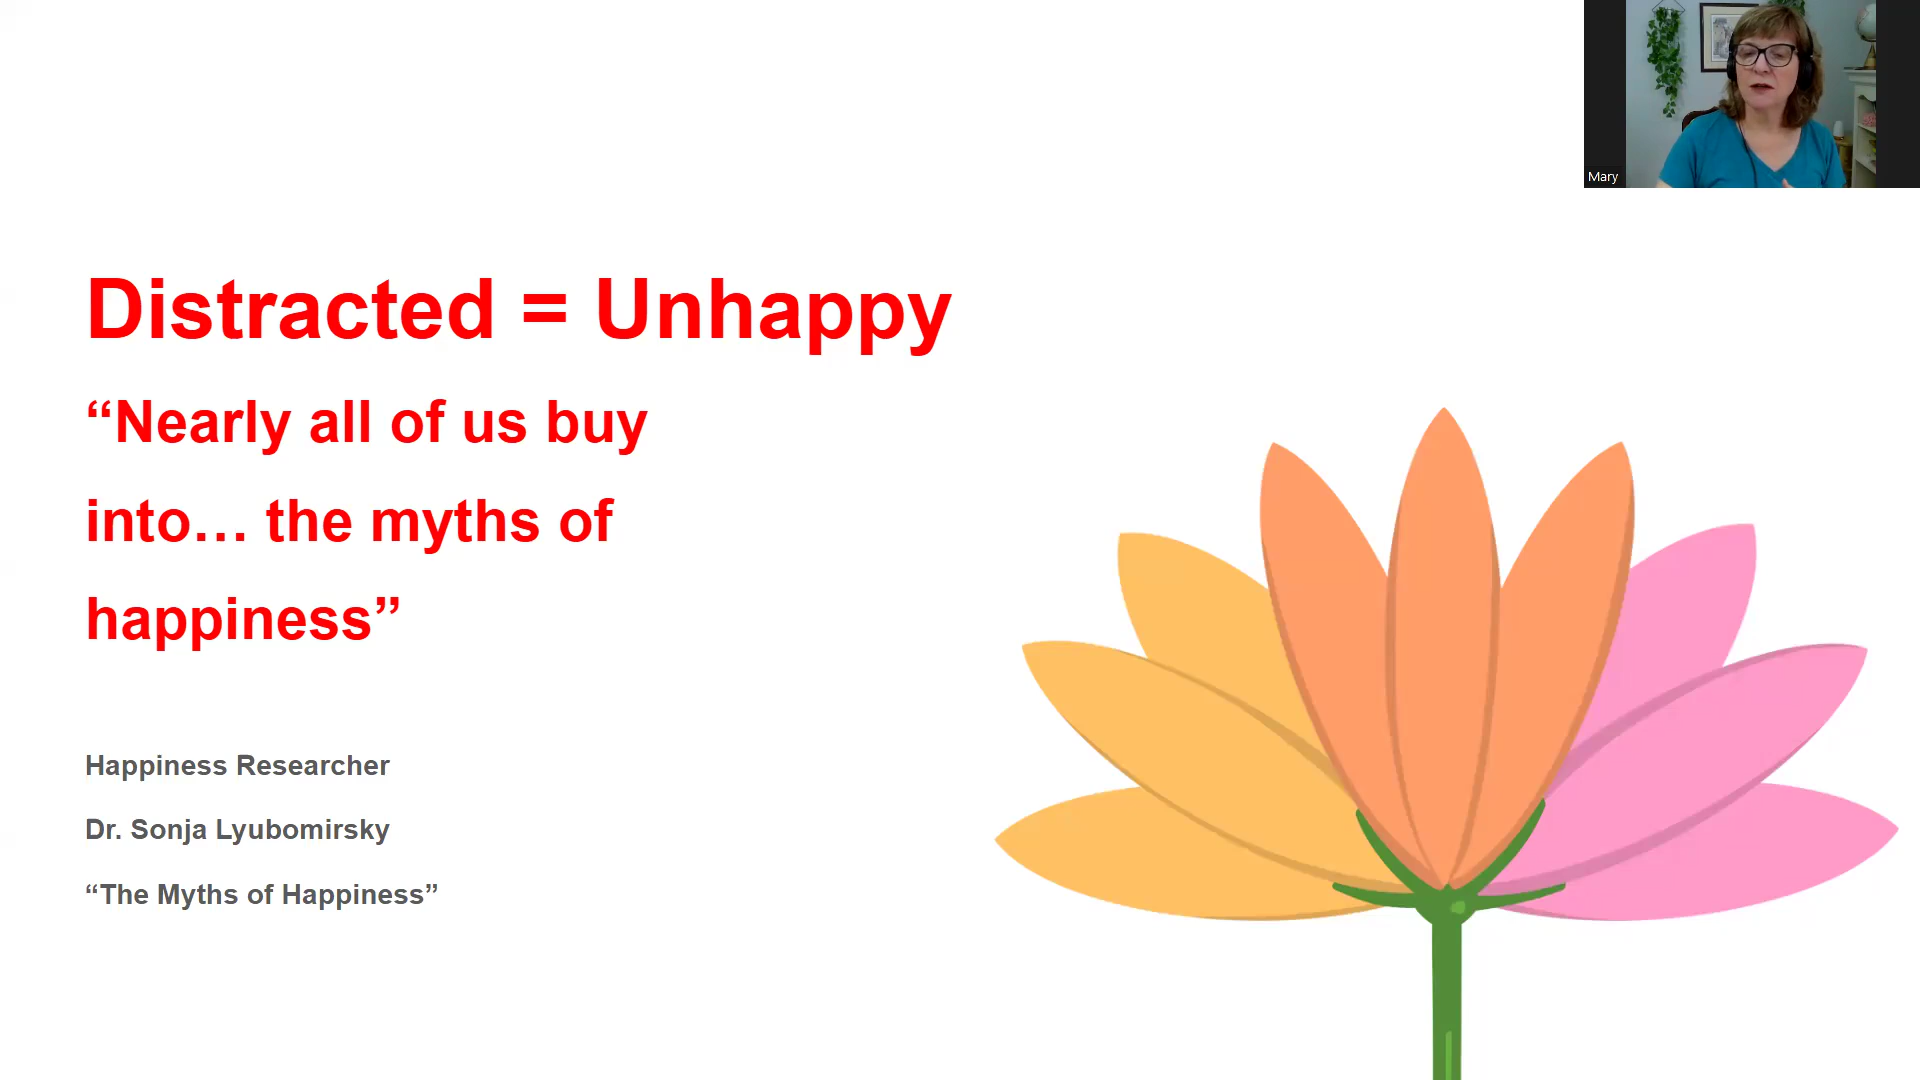 Mary
Distracted = Unhappy
“Nearly all of us buy
into… the myths of
happiness”
Happiness Researcher
Dr. Sonja Lyubomirsky
“The Myths of Happiness”